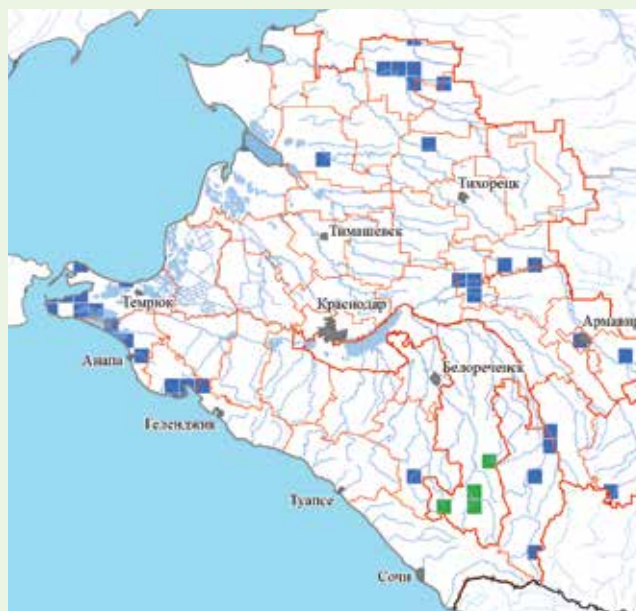 Тихорецк
Тимашевск
Темрюк
Краснодар
Армавир
Анапа
Белореченск
Геленджик
Туапсе
Сочи